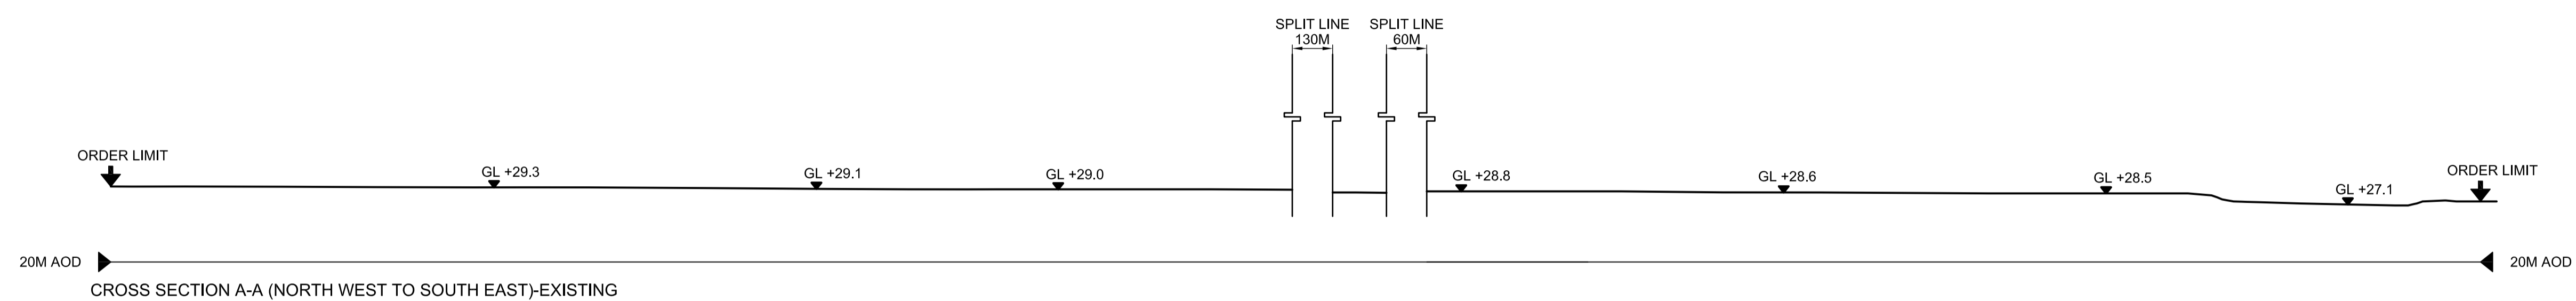 SPLIT LINE
130M
SPLIT LINE
60M
ORDER LIMIT
GL +29.3
GL +29.1
GL +29.0
GL +28.8
GL +28.6
GL +28.5
GL +27.1
ORDER LIMIT
20M AOD
20M AOD
CROSS SECTION A-A (NORTH WEST TO SOUTH EAST)-EXISTING